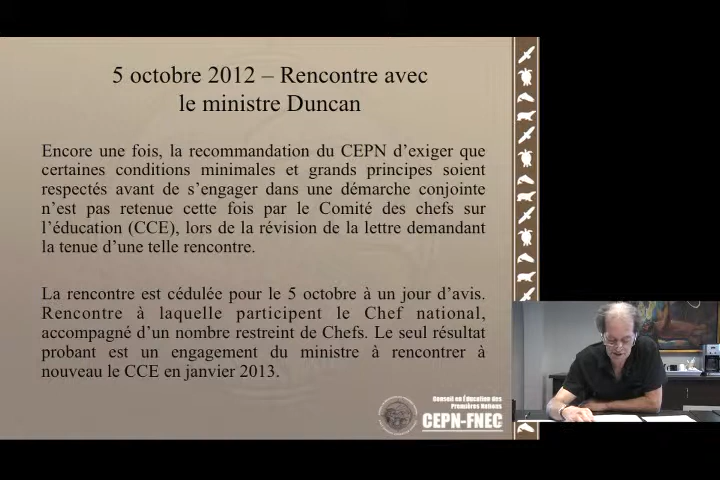 5 octobre 2012 – Rencontre avec
le ministre Duncan
Encore une fois, la recommandation du CEPN d’exiger que
certaines conditions minimales et grands principes soient
respectés avant de s’engager dans une démarche conjointe
n’est pas retenue cette fois par le Comité des chefs sur
l’éducation (CCE), lors de la révision de la lettre demandant
la tenue d’une telle rencontre.
La rencontre est cédulée pour le 5 octobre à un jour d’avis.
Rencontre à laquelle participent le Chef national,
accompagné d’un nombre restreint de Chefs. Le seul résultat
probant est un engagement du ministre à rencontrer à
nouveau le CCE en janvier 2013.
Conseil en Éducation des
Premières Nations
CEPN-FNEC